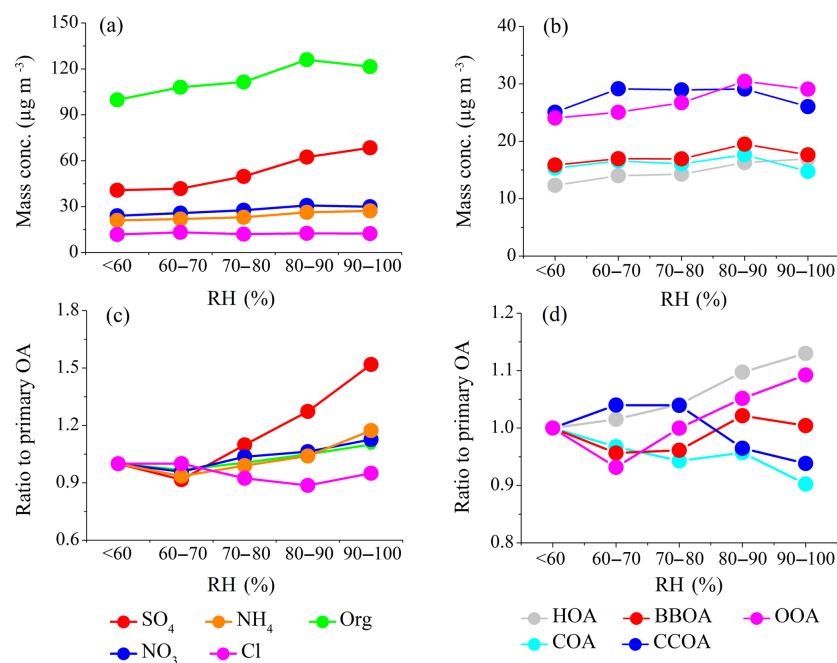 (a)
Mass conc. (µg m⁻³)
150
120
90
60
30
0
<60 60–70 70–80 80–90 90–100
RH (%)
(b)
Mass conc. (µg m⁻³)
40
30
20
10
0
<60 60–70 70–80 80–90 90–100
RH (%)
(c)
Ratio to primary OA
1.8
1.5
1.2
0.9
0.6
<60 60–70 70–80 80–90 90–100
RH (%)
(d)
Ratio to primary OA
1.2
1.1
1.0
0.9
0.8
<60 60–70 70–80 80–90 90–100
RH (%)
SO₄ NH₄ Org
NO₃ Cl
HOA BBOA OOA
COA CCOA